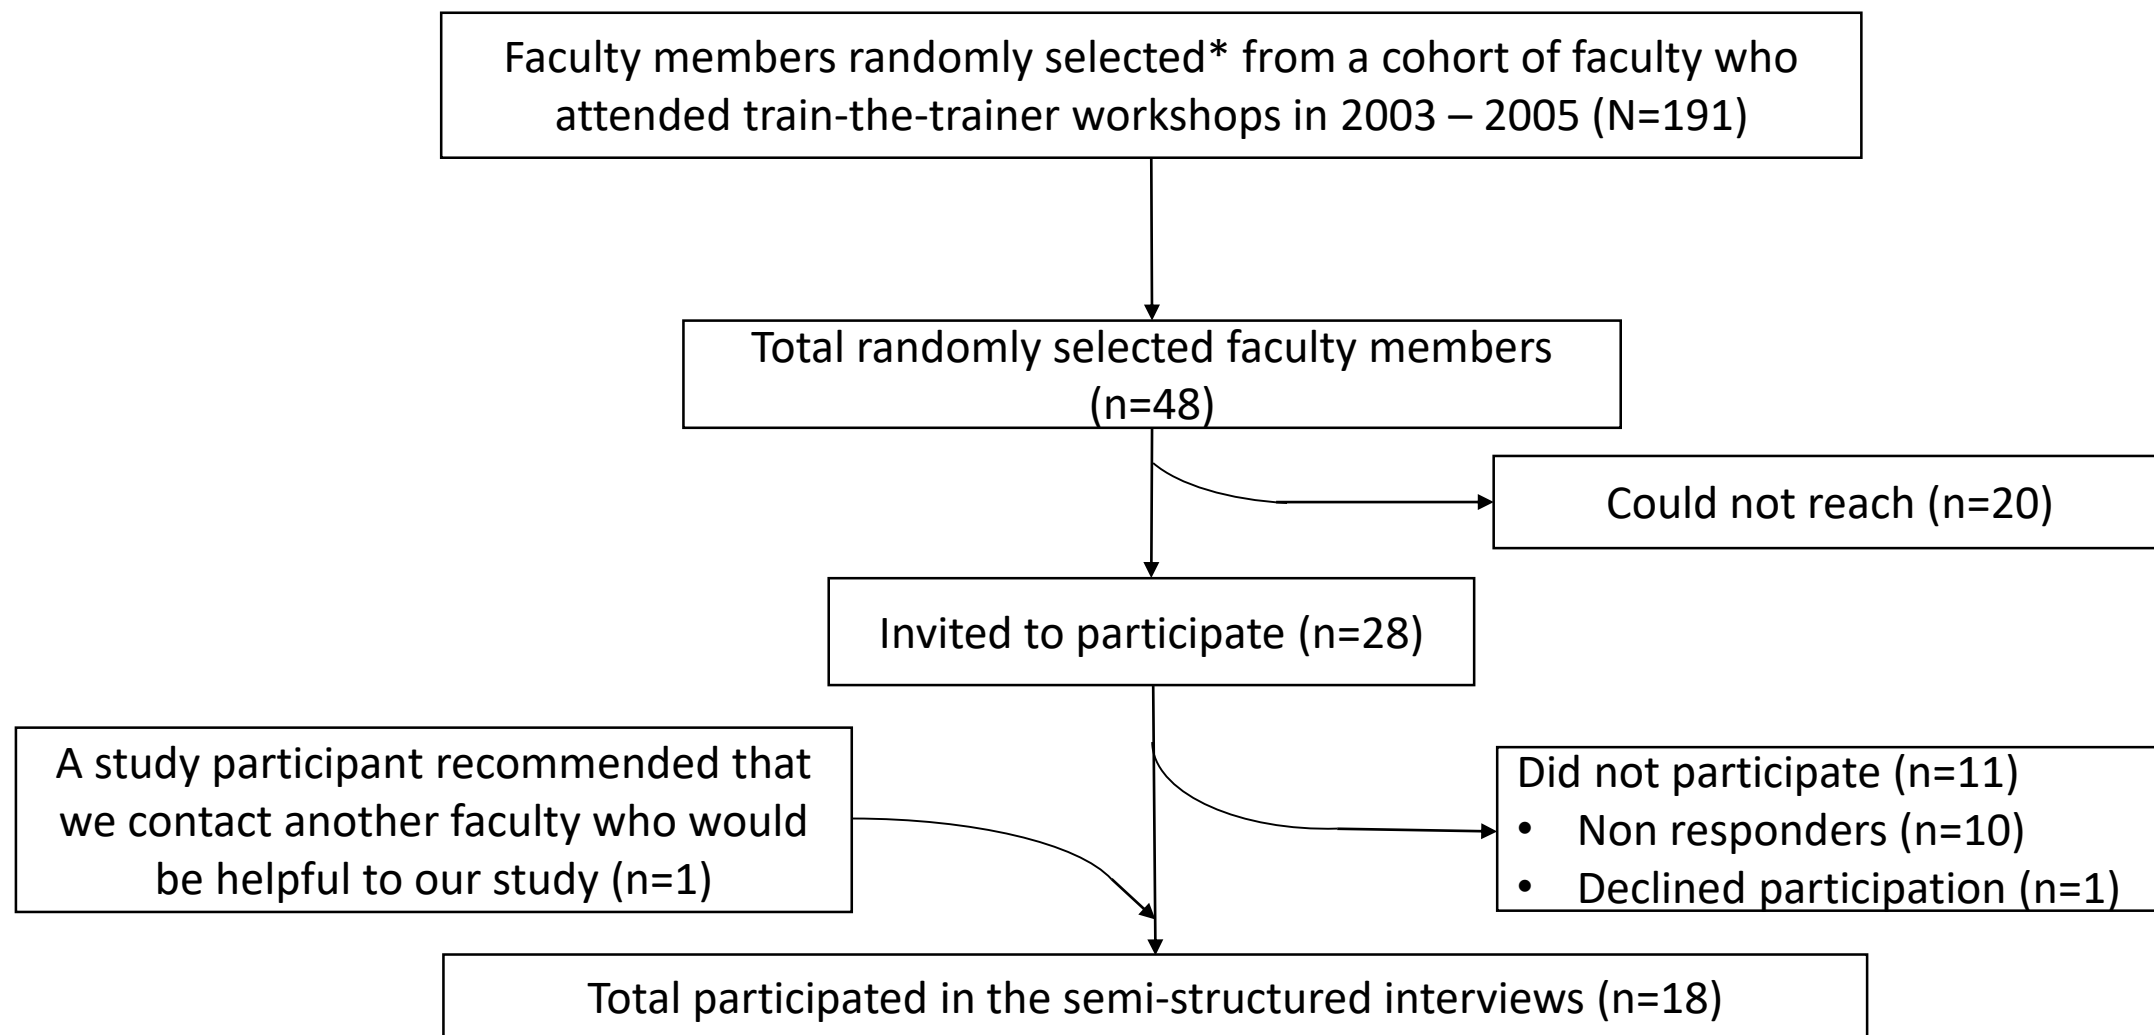 Faculty members randomly selected* from a cohort of faculty who
attended train-the-trainer workshops in 2003 – 2005 (N=191)
Total randomly selected faculty members
(n=48)
Could not reach (n=20)
Invited to participate (n=28)
A study participant recommended that
we contact another faculty who would
be helpful to our study (n=1)
Did not participate (n=11)
• Non responders (n=10)
• Declined participation (n=1)
Total participated in the semi-structured interviews (n=18)